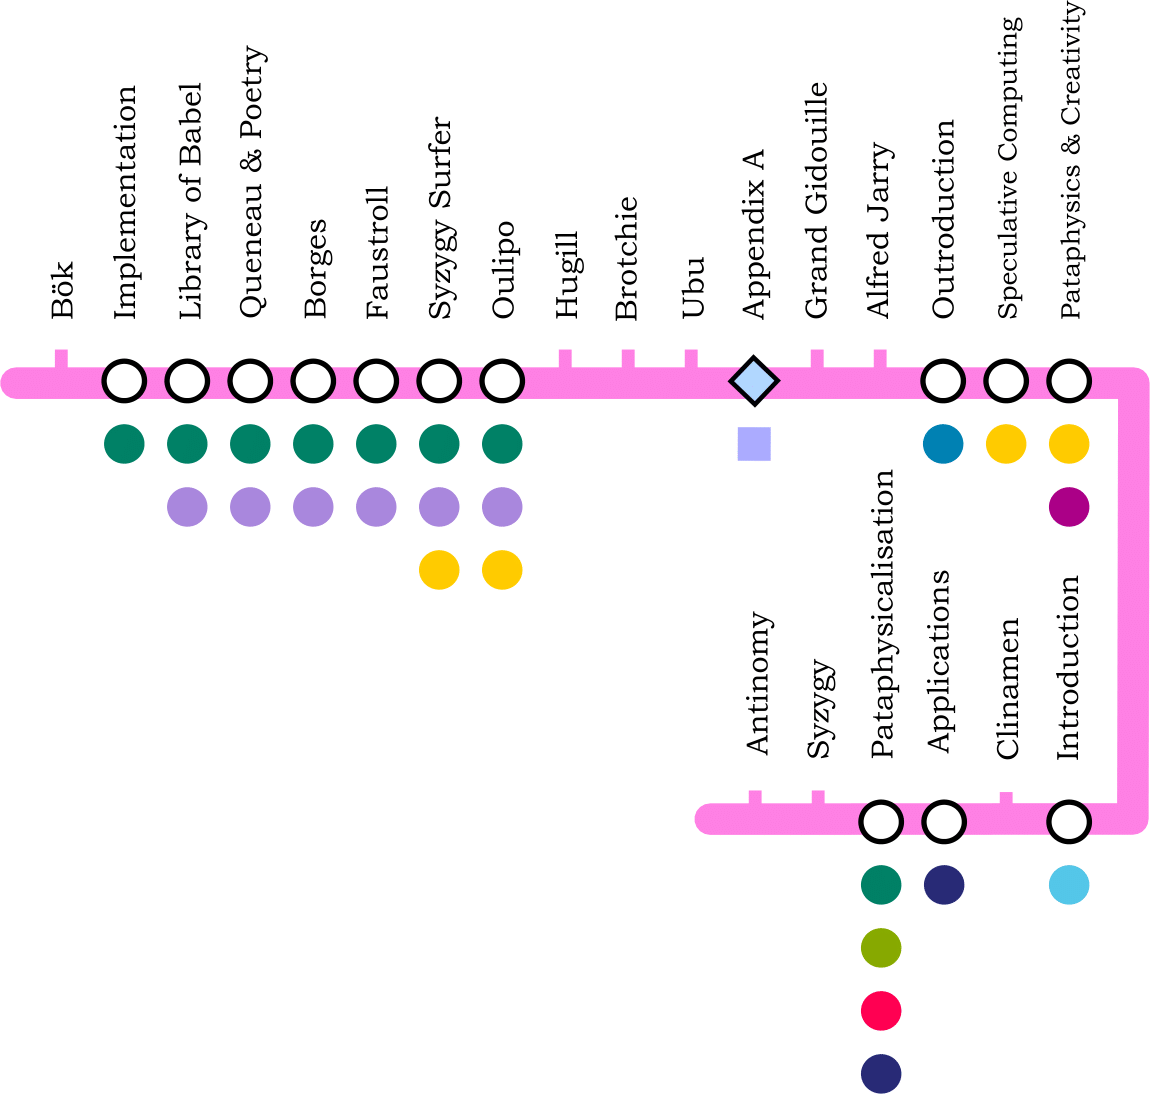 Bök
Implementation
Library of Babel
Queneau & Poetry
Borges
Faustroll
Syzygy Surfer
Oulipo
Hugill
Brotchie
Ubu
Appendix A
Grand Gidouille
Alfred Jarry
Outroduction
Speculative Computing
Pataphysics & Creativity
Antinomy
Syzygy
Pataphysicalisation
Applications
Clinamen
Introduction